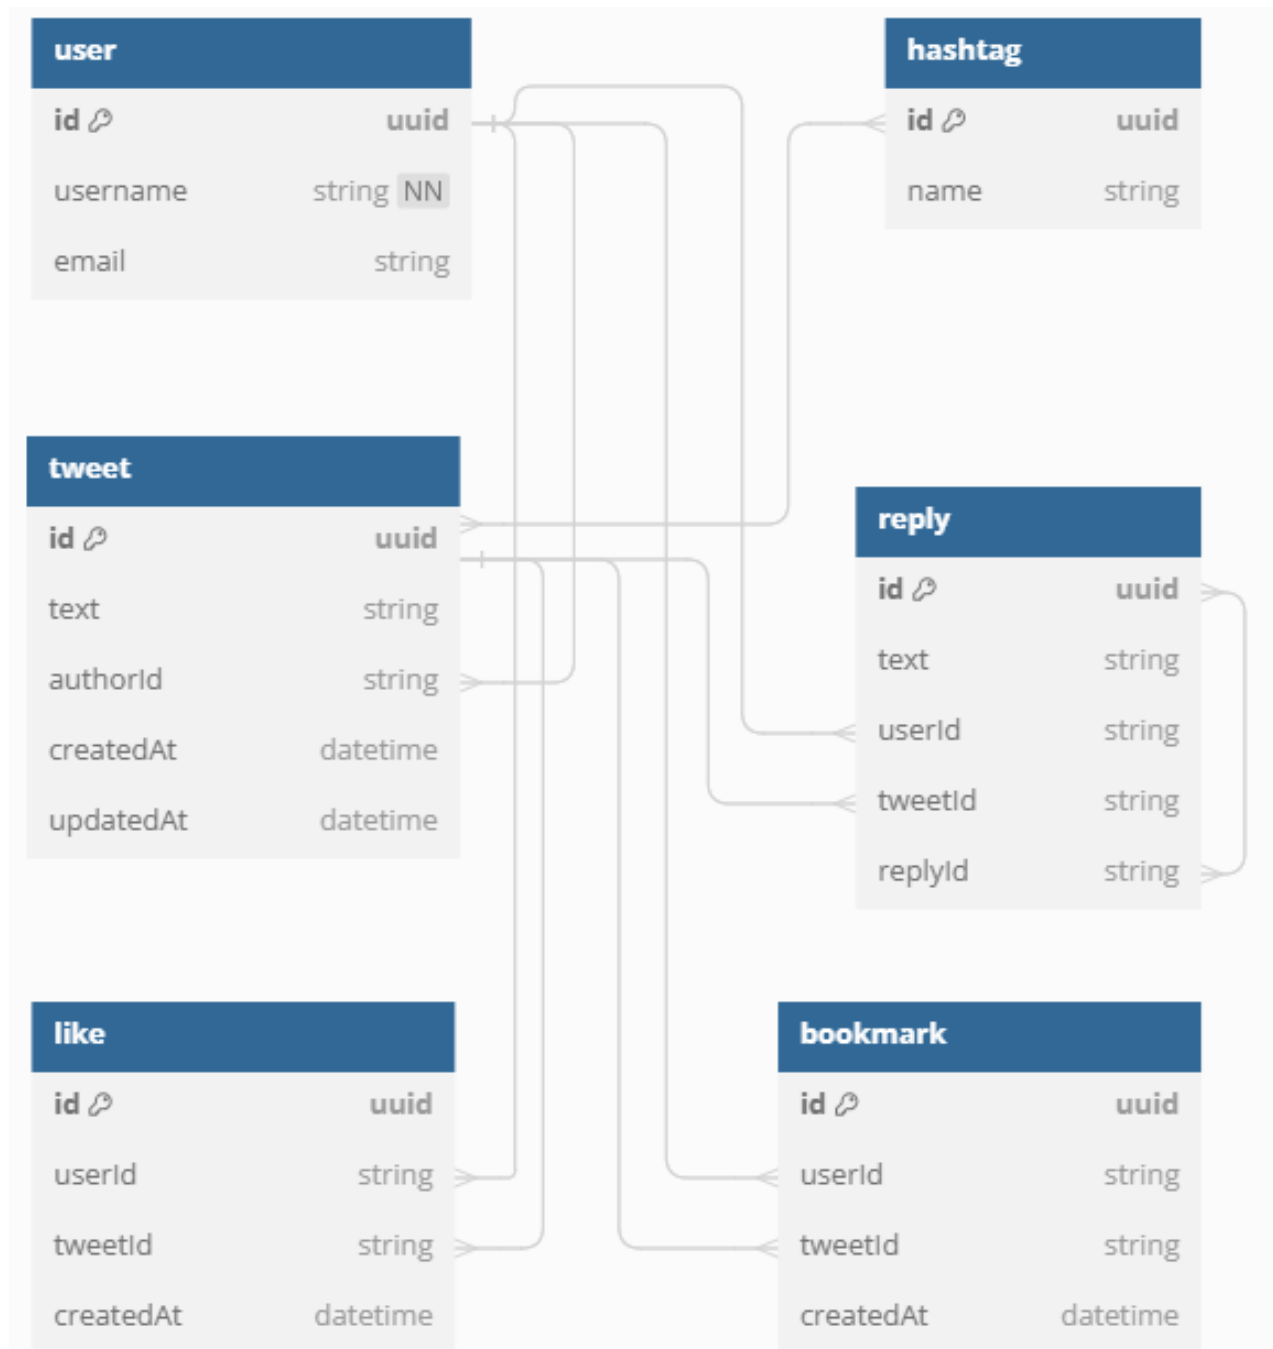 user
id uuid
username string NN
email string
hashtag
id uuid
name string
tweet
id uuid
text string
authorId string
createdAt datetime
updatedAt datetime
reply
id uuid
text string
userId string
tweetId string
replyId string
like
id uuid
userId string
tweetId string
createdAt datetime
bookmark
id uuid
userId string
tweetId string
createdAt datetime